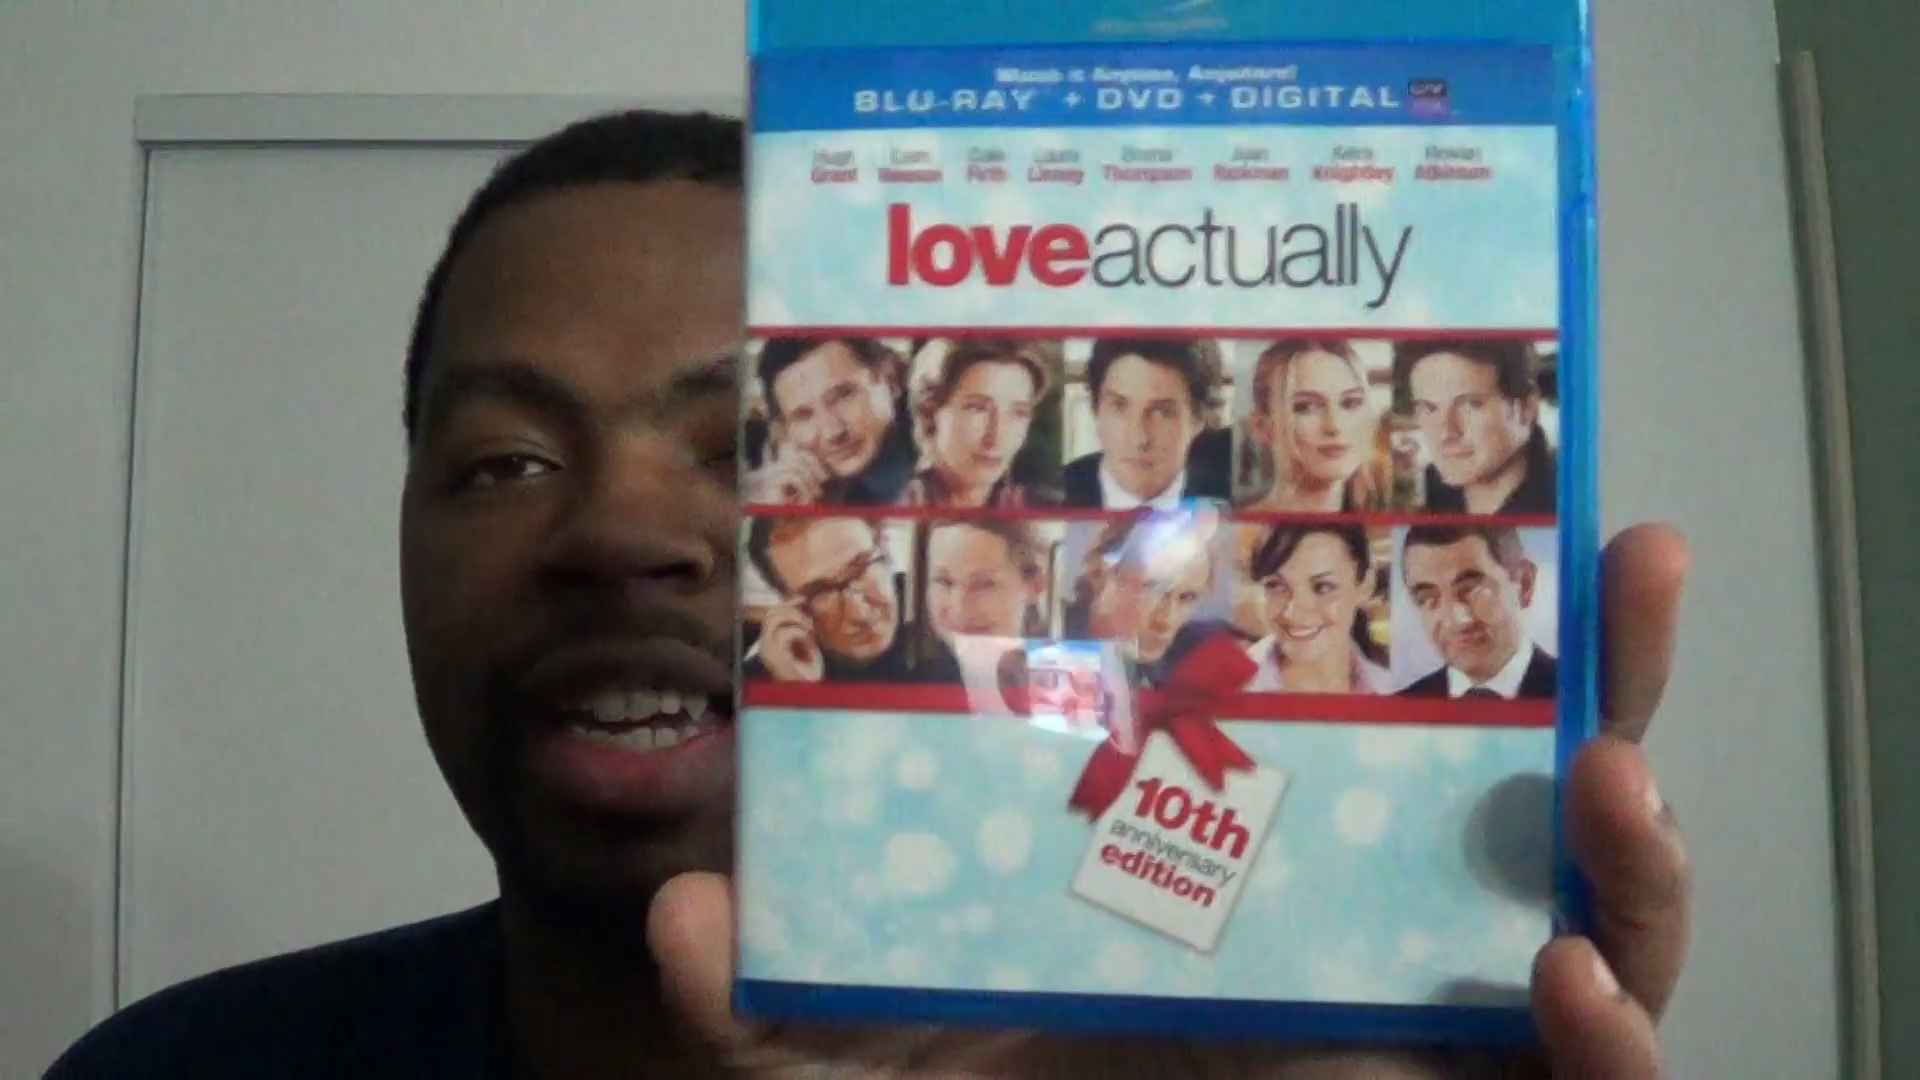 Watch it Anytime, Anywhere!
BLU-RAY + DVD + DIGITAL UV
Hugh Liam Colin Laura Emma Alan Keira Rowan
Grant Neeson Firth Linney Thompson Rickman Knightley Atkinson
loveactually
10th
anniversary
edition